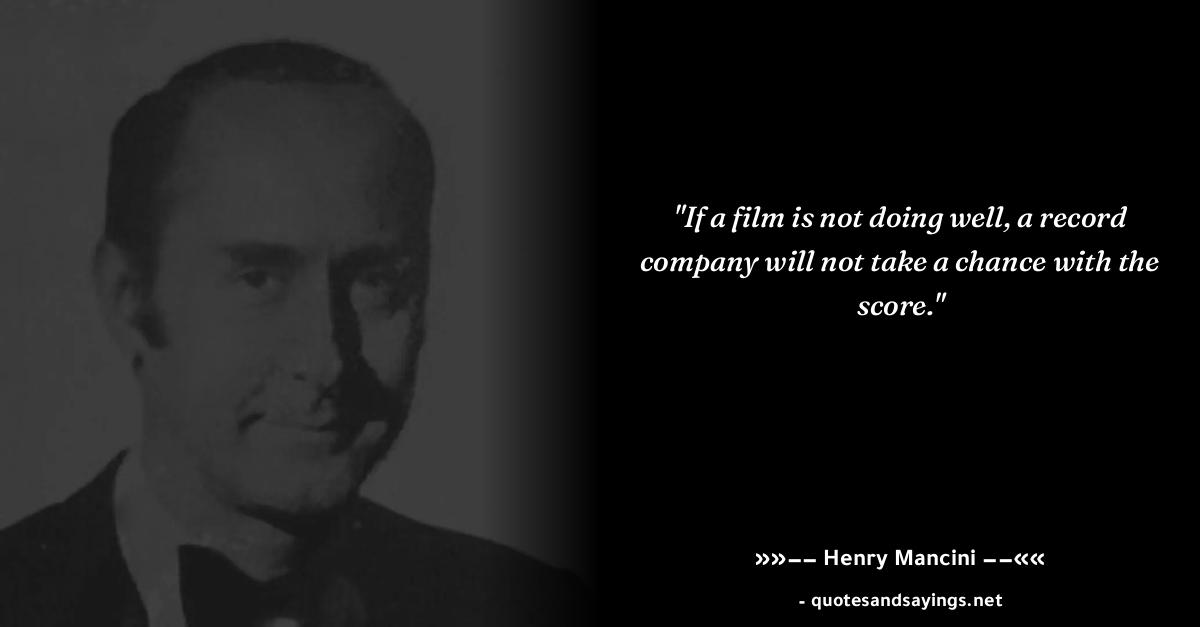 "If a film is not doing well, a record
company will not take a chance with the
score."
»»−− Henry Mancini −−««
- quotesandsayings.net